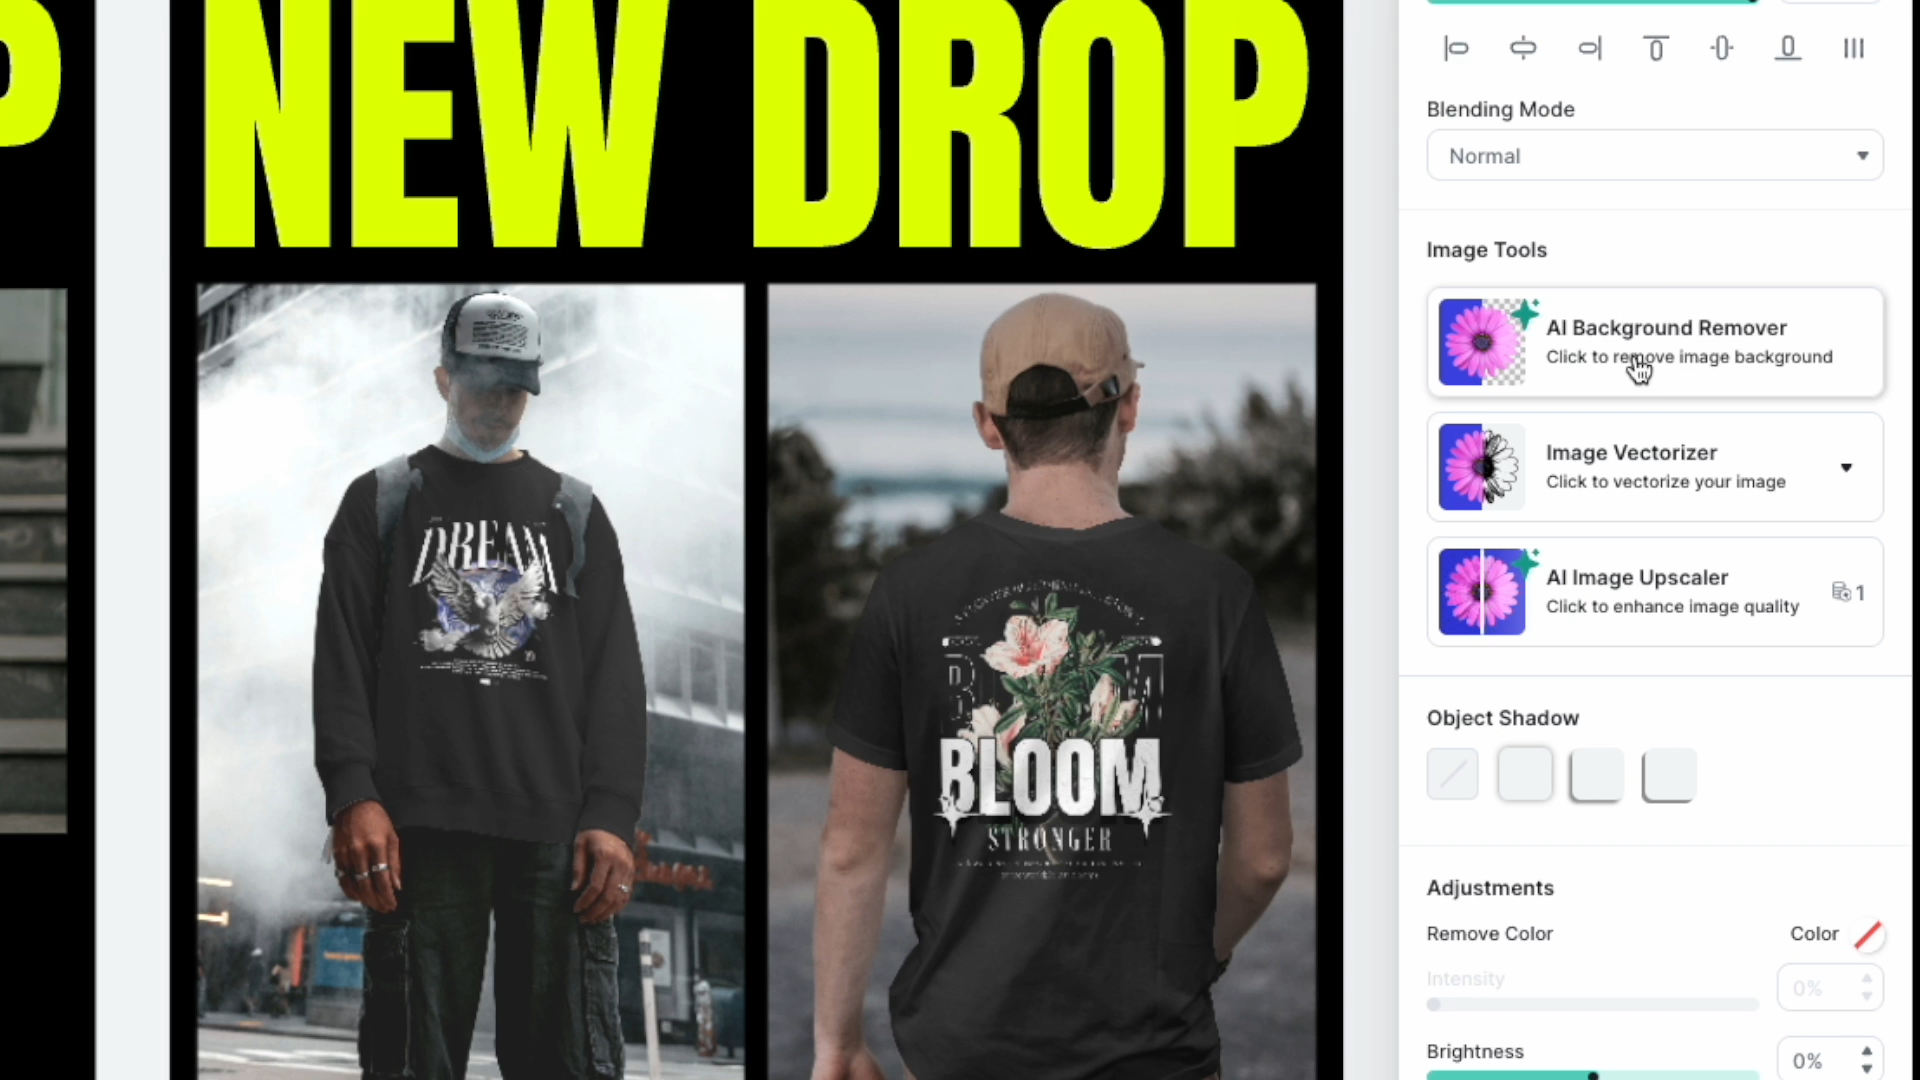 P
NEW DROP
DREAM
BLOOM
BLOOM
STRONGER
Blending Mode
Normal
Image Tools
AI Background Remover
Click to remove image background
Image Vectorizer
Click to vectorize your image
AI Image Upscaler
Click to enhance image quality
1
Object Shadow
Adjustments
Remove Color
Color
Intensity
0%
Brightness
0%